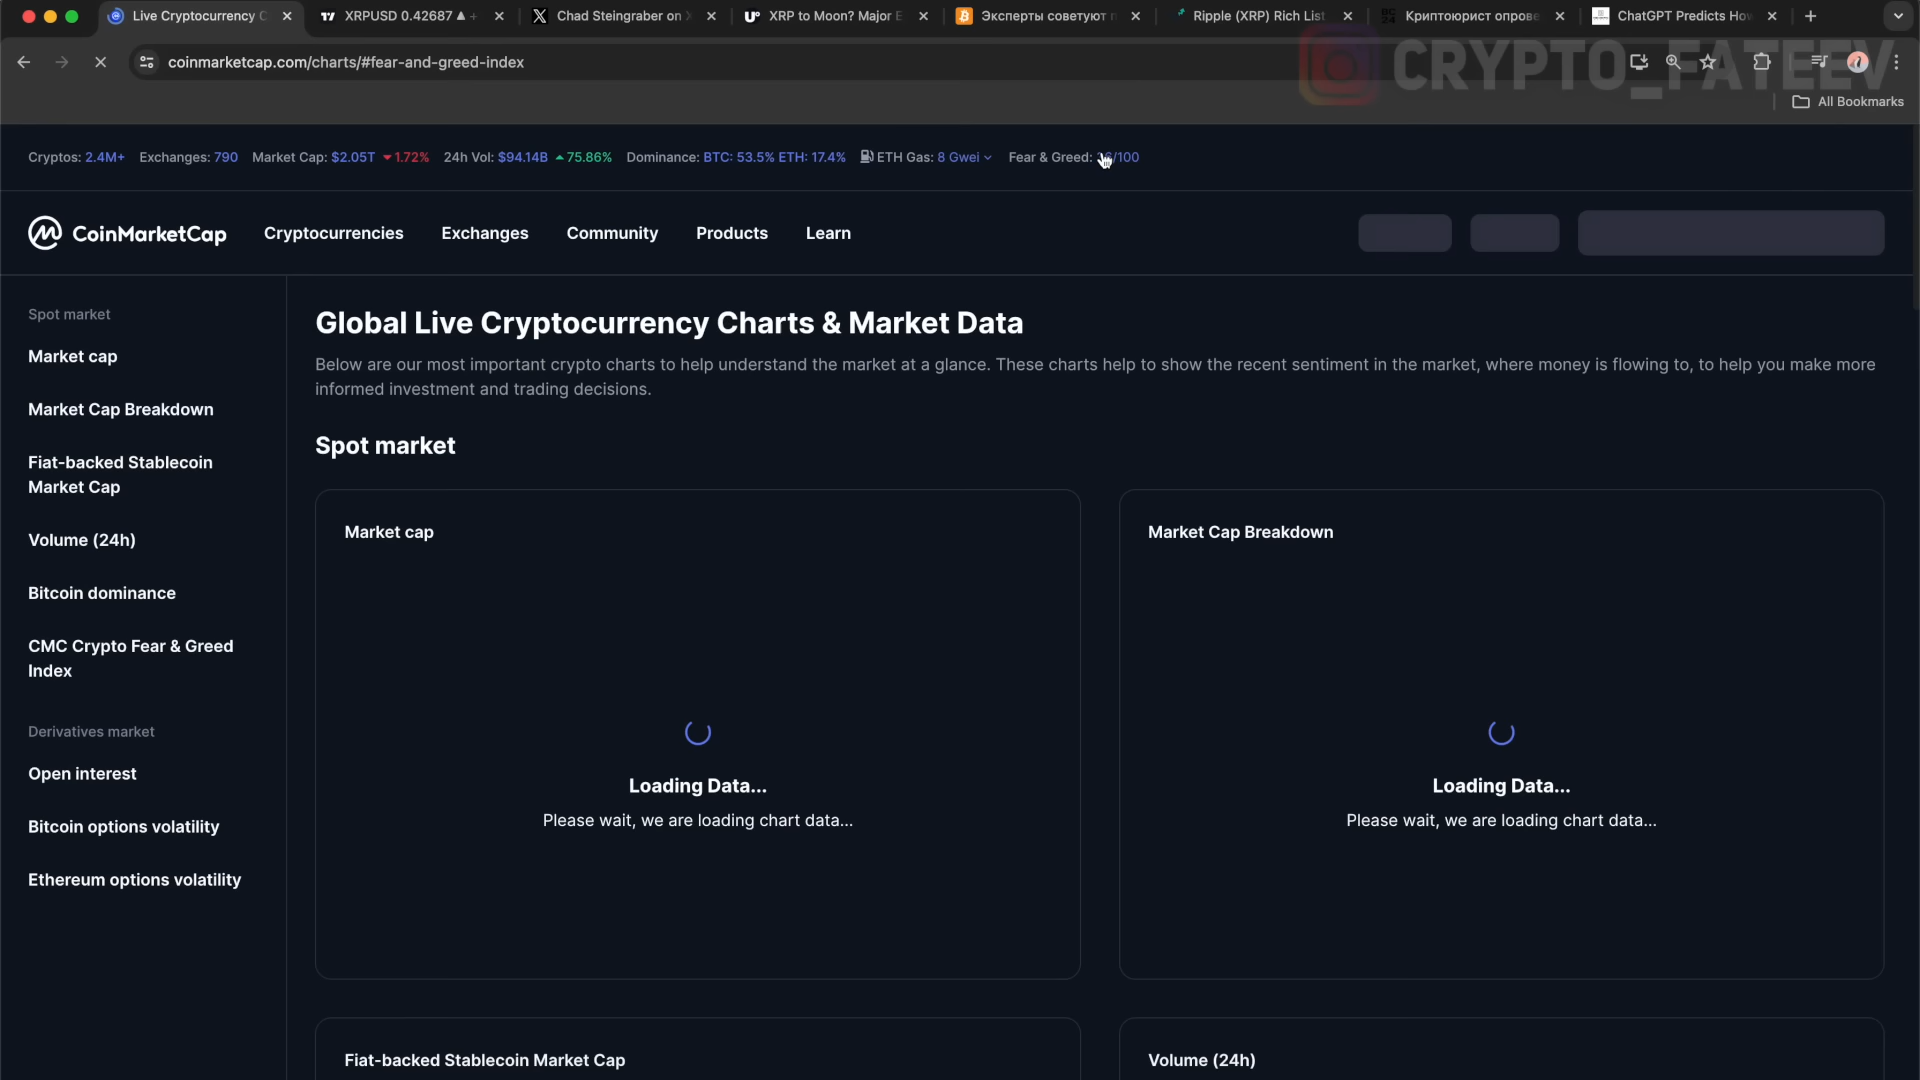 Live Cryptocurrency C
XRPUSD 0.42687
Chad Steingraber on X
XRP to Moon? Major E
Эксперты советуют п
Ripple (XRP) Rich List
Криптоюрист опрове
ChatGPT Predicts How
coinmarketcap.com/charts/#fear-and-greed-index
CRYPTO_FATEEV
All Bookmarks
Cryptos: 2.4M+ Exchanges: 790 Market Cap: $2.05T 1.72% 24h Vol: $94.14B 75.86% Dominance: BTC: 53.5% ETH: 17.4% ETH Gas: 8 Gwei Fear & Greed: /100
CoinMarketCap
Cryptocurrencies
Exchanges
Community
Products
Learn
Spot market
Market cap
Market Cap Breakdown
Fiat-backed Stablecoin
Market Cap
Volume (24h)
Bitcoin dominance
CMC Crypto Fear & Greed
Index
Derivatives market
Open interest
Bitcoin options volatility
Ethereum options volatility
Global Live Cryptocurrency Charts & Market Data
Below are our most important crypto charts to help understand the market at a glance. These charts help to show the recent sentiment in the market, where money is flowing to, to help you make more
informed investment and trading decisions.
Spot market
Market cap
Loading Data...
Please wait, we are loading chart data...
Market Cap Breakdown
Loading Data...
Please wait, we are loading chart data...
Fiat-backed Stablecoin Market Cap
Volume (24h)